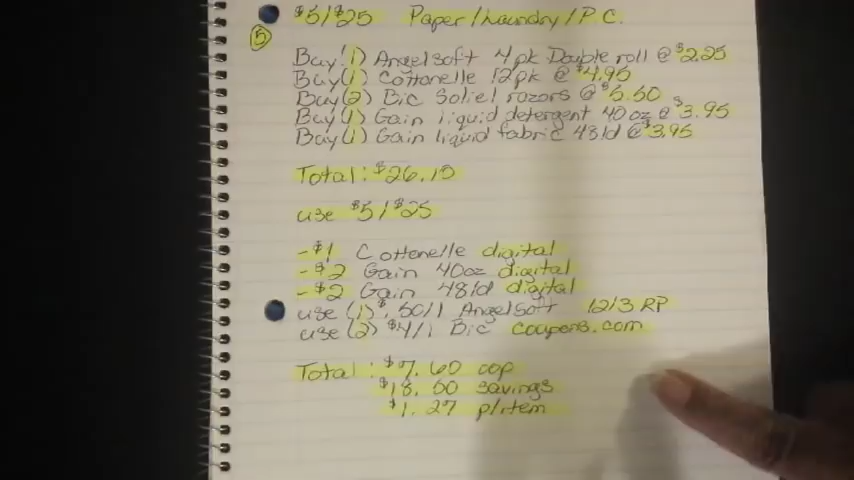 $5/$25 Paper/Laundry/P.C.
5
Buy(1) Angelsoft 4pk Double roll @ $2.25
Buy(1) Cottonelle 12pk @ $4.95
Buy(2) Bic Soliel razors @ $5.50
Buy(1) Gain liquid detergent 40oz @ $3.95
Buy(1) Gain liquid fabric 48ld @ $3.95
Total: $26.15
use $5/$25
-$1 Cottenelle digital
-$2 Gain 40oz digital
-$2 Gain 48ld digital
use (1) $.50/1 Angelsoft 12/3 RP
use (2) $4/1 Bic coupons.com
Total: $7.60 oop
$18.50 savings
$1.27 p/item